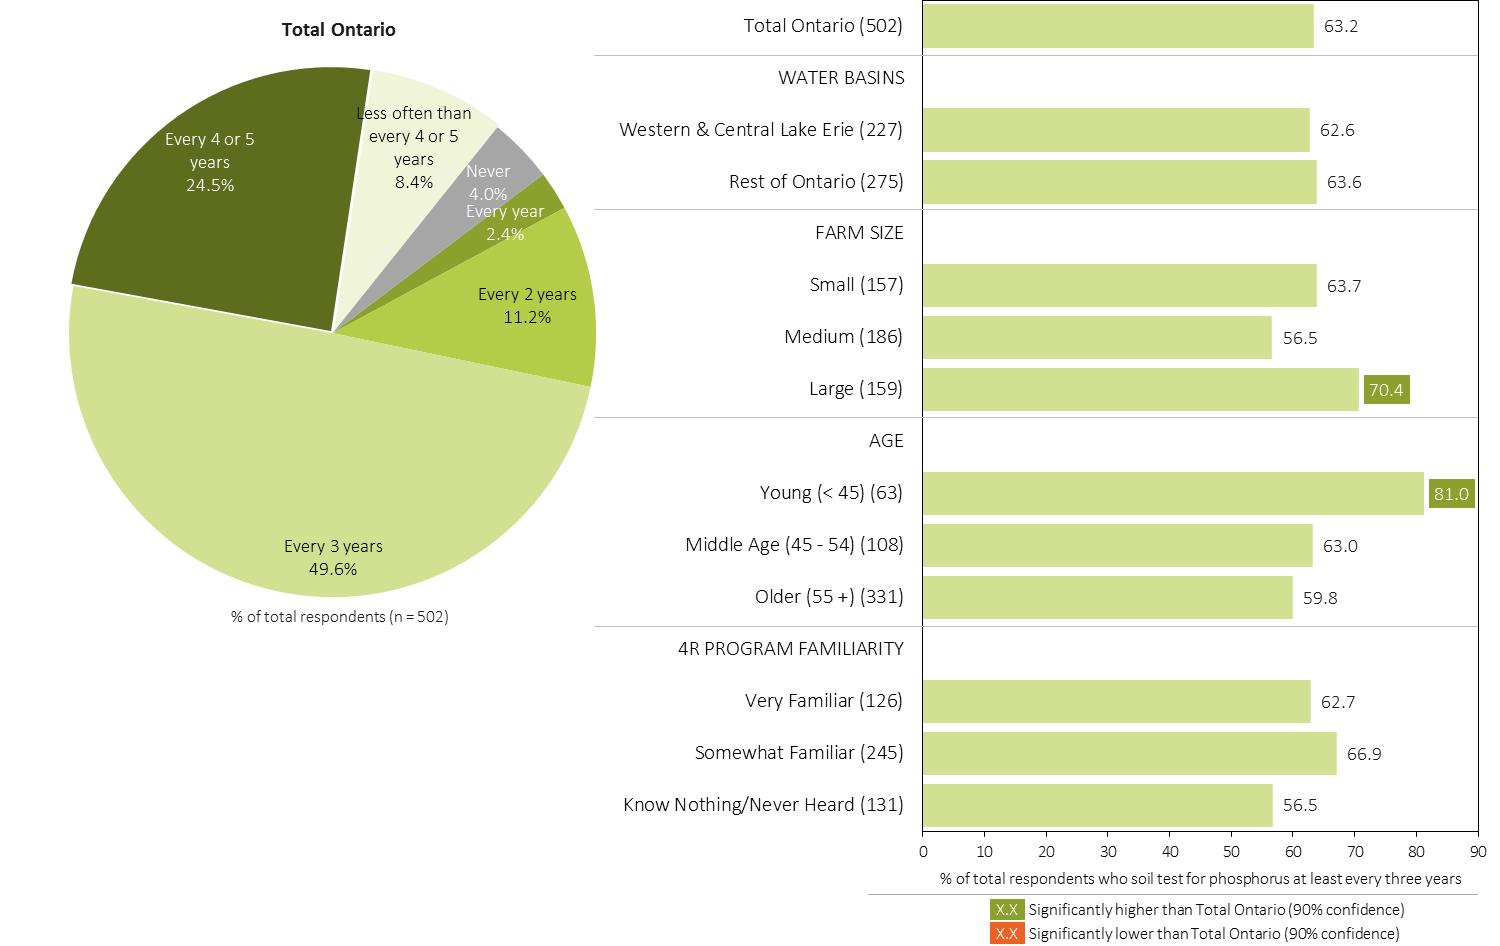 Total Ontario
Every 4 or 5
years
24.5%
Less often than
every 4 or 5
years
8.4%
Never
4.0%
Every year
2.4%
Every 2 years
11.2%
Every 3 years
49.6%
% of total respondents (n = 502)
Total Ontario (502) 63.2
WATER BASINS
Western & Central Lake Erie (227) 62.6
Rest of Ontario (275) 63.6
FARM SIZE
Small (157) 63.7
Medium (186) 56.5
Large (159) 70.4
AGE
Young (< 45) (63) 81.0
Middle Age (45 - 54) (108) 63.0
Older (55 +) (331) 59.8
4R PROGRAM FAMILIARITY
Very Familiar (126) 62.7
Somewhat Familiar (245) 66.9
Know Nothing/Never Heard (131) 56.5
0 10 20 30 40 50 60 70 80 90
% of total respondents who soil test for phosphorus at least every three years
X.X Significantly higher than Total Ontario (90% confidence)
X.X Significantly lower than Total Ontario (90% confidence)